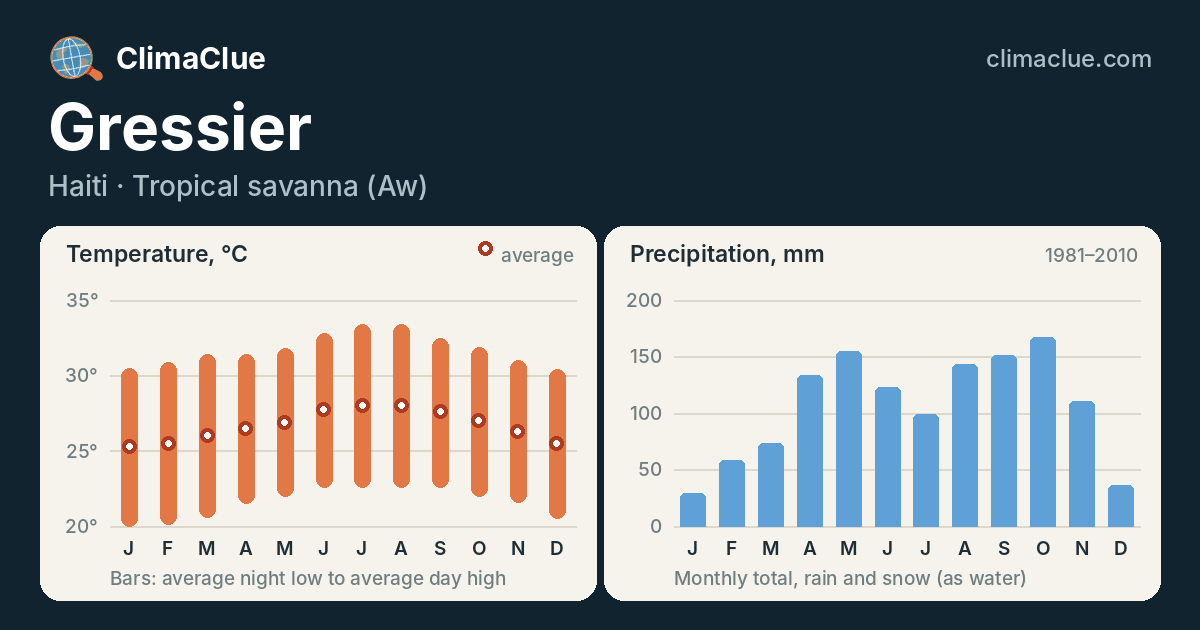 ClimaClue
climaclue.com
Gressier
Haiti · Tropical savanna (Aw)
Temperature, °C
average
35°
30°
25°
20°
J F M A M J J A S O N D
Bars: average night low to average day high
Precipitation, mm
1981–2010
200
150
100
50
0
J F M A M J J A S O N D
Monthly total, rain and snow (as water)